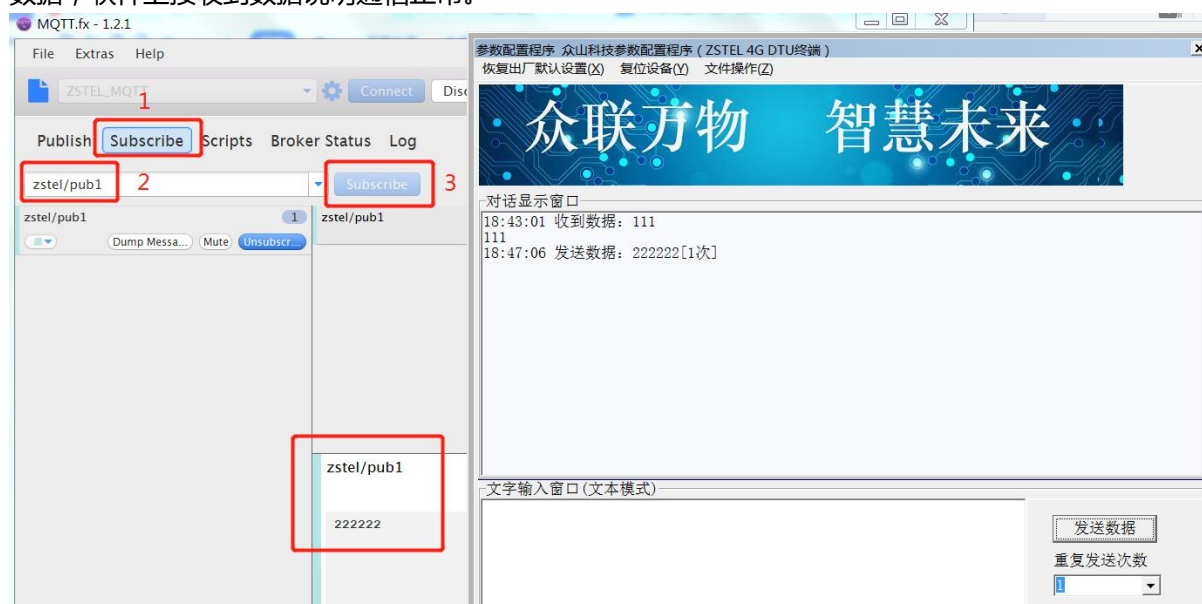 MQTT.fx - 1.2.1
File Extras Help
ZSTEL_MQTT
1
Connect
Publish Subscribe Scripts Broker Status Log
zstel/pub1
2
Subscribe
3
zstel/pub1
1
Dump Messa...
Mute
Unsubscr...
zstel/pub1
zstel/pub1
222222
参数配置程序 众山科技参数配置程序（ZSTEL 4G DTU终端）
恢复出厂默认设置(X) 复位设备(Y) 文件操作(Z)
众联万物 智慧未来
对话显示窗口
18:43:01 收到数据：111
111
18:47:06 发送数据：222222[1次]
文字输入窗口(文本模式)
发送数据
重复发送次数
1